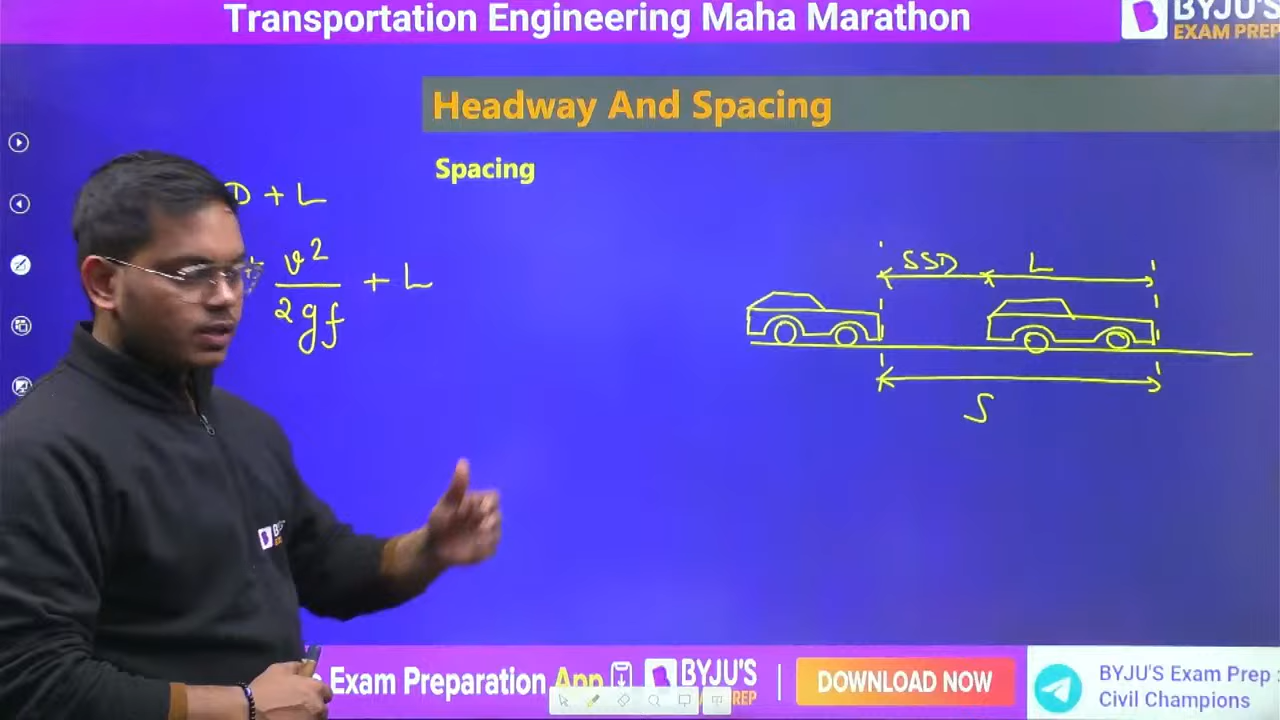 Transportation Engineering Maha Marathon
BYJU'S
EXAM PREP
Headway And Spacing
Spacing
D + L
v²
2gf
+ L
SSD
L
S
Exam Preparation App
BYJU'S
PREP
DOWNLOAD NOW
BYJU'S Exam Prep :
Civil Champions